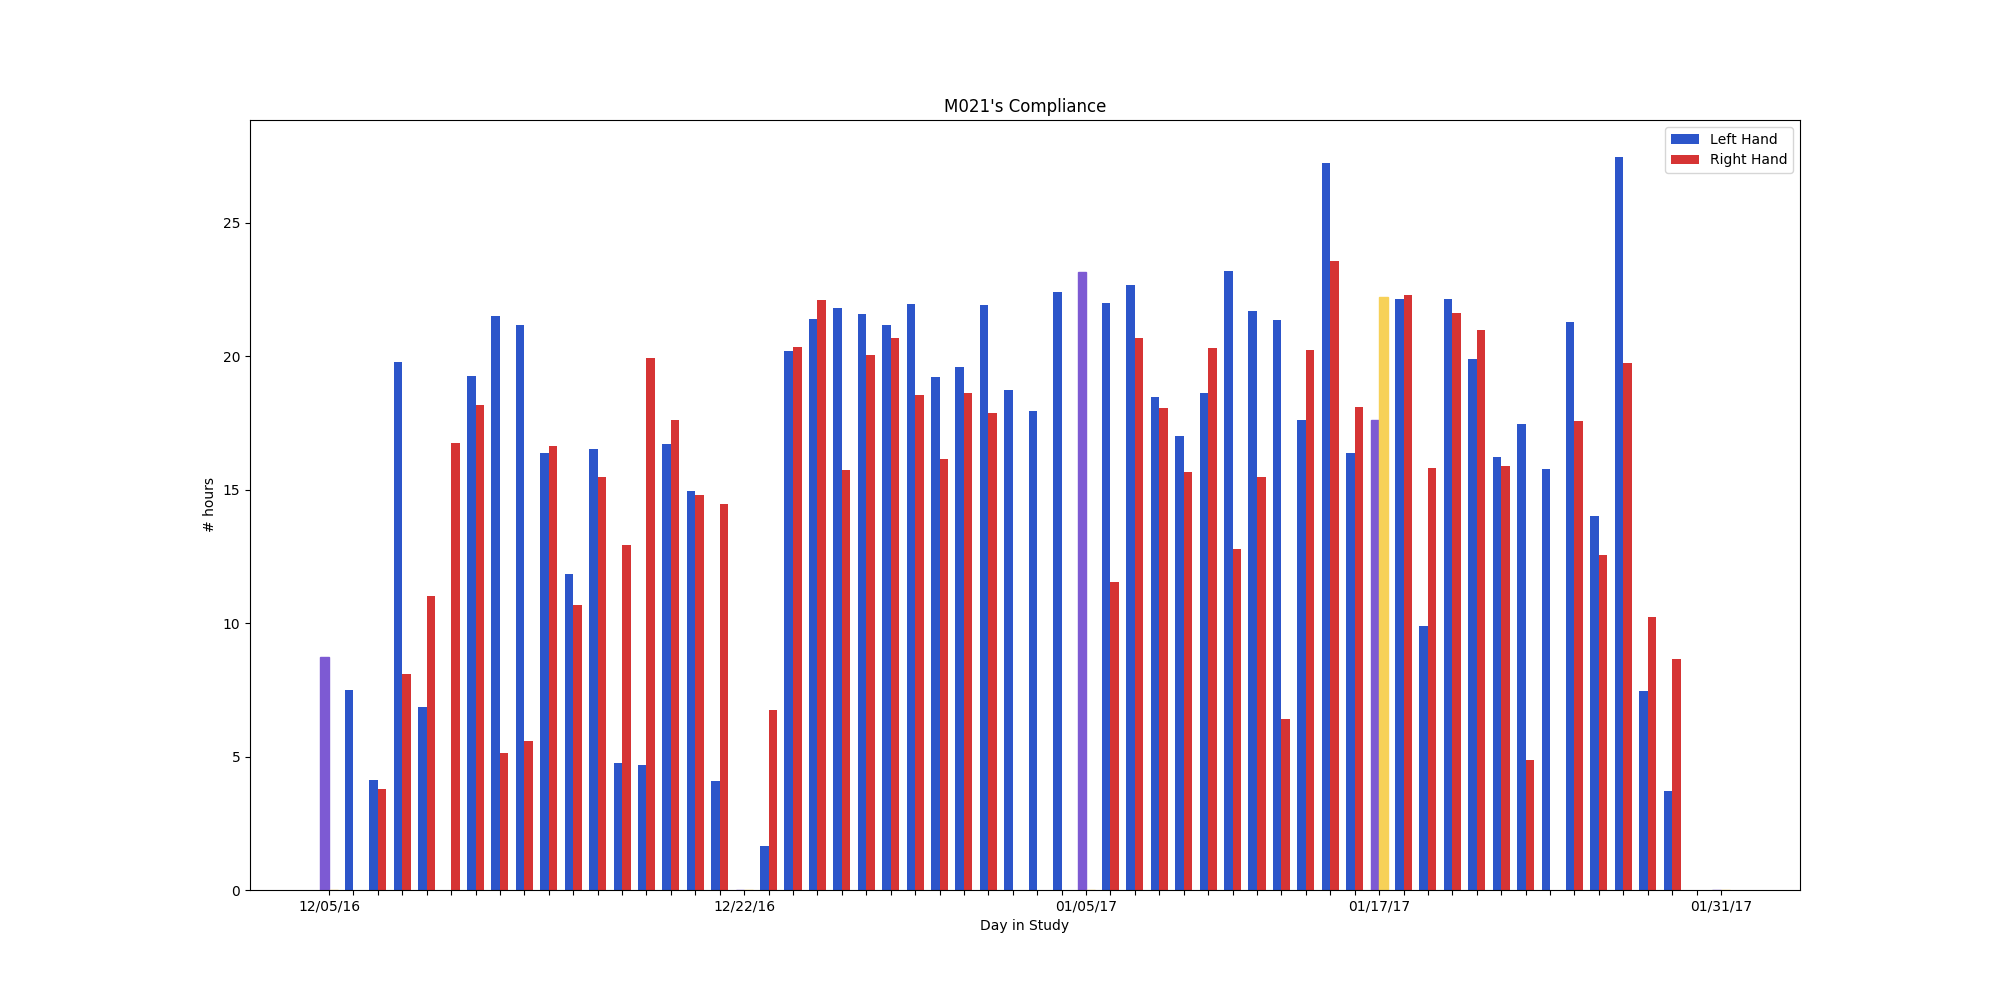 M021's Compliance
Left Hand
Right Hand
# hours
25
20
15
10
5
0
12/05/16
12/22/16
01/05/17
01/17/17
01/31/17
Day in Study